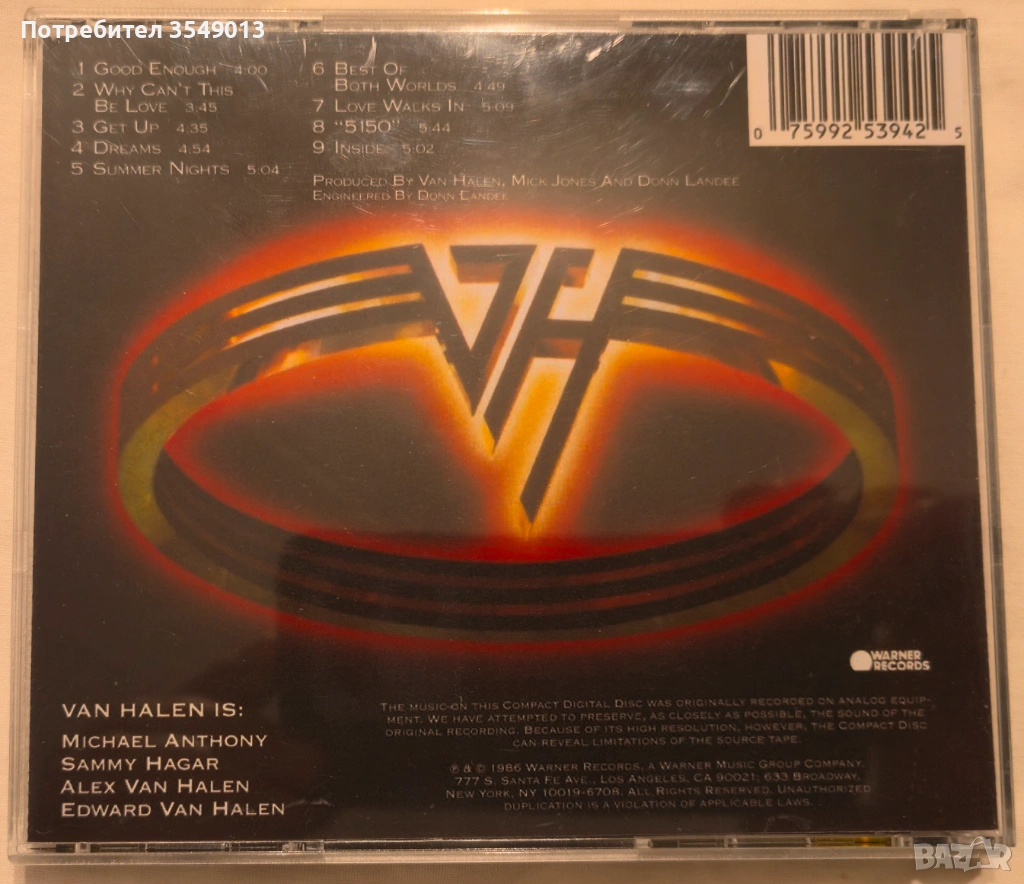 Потребител 3549013
1 Good Enough 4:00
2 Why Can't This
Be Love 3:45
3 Get Up 4:35
4 Dreams 4:54
5 Summer Nights 5:04
6 Best Of
Both Worlds 4:49
7 Love Walks In 5:09
8 "5150" 5:44
9 Inside 5:02
Produced By Van Halen, Mick Jones And Donn Landee
Engineered By Donn Landee
0 75992 53942 5
VH
WARNER
RECORDS
VAN HALEN IS:
Michael Anthony
Sammy Hagar
Alex Van Halen
Edward Van Halen
The music on this Compact Digital Disc was originally recorded on analog equip-
ment. We have attempted to preserve, as closely as possible, the sound of the
original recording. Because of its high resolution, however, the Compact Disc
can reveal limitations of the source tape.
℗ & © 1986 Warner Records, a Warner Music Group Company.
777 S. Santa Fe Ave., Los Angeles, CA 90021; 633 Broadway,
New York, NY 10019-6708. All Rights Reserved. Unauthorized
duplication is a violation of applicable laws.
BAZAR